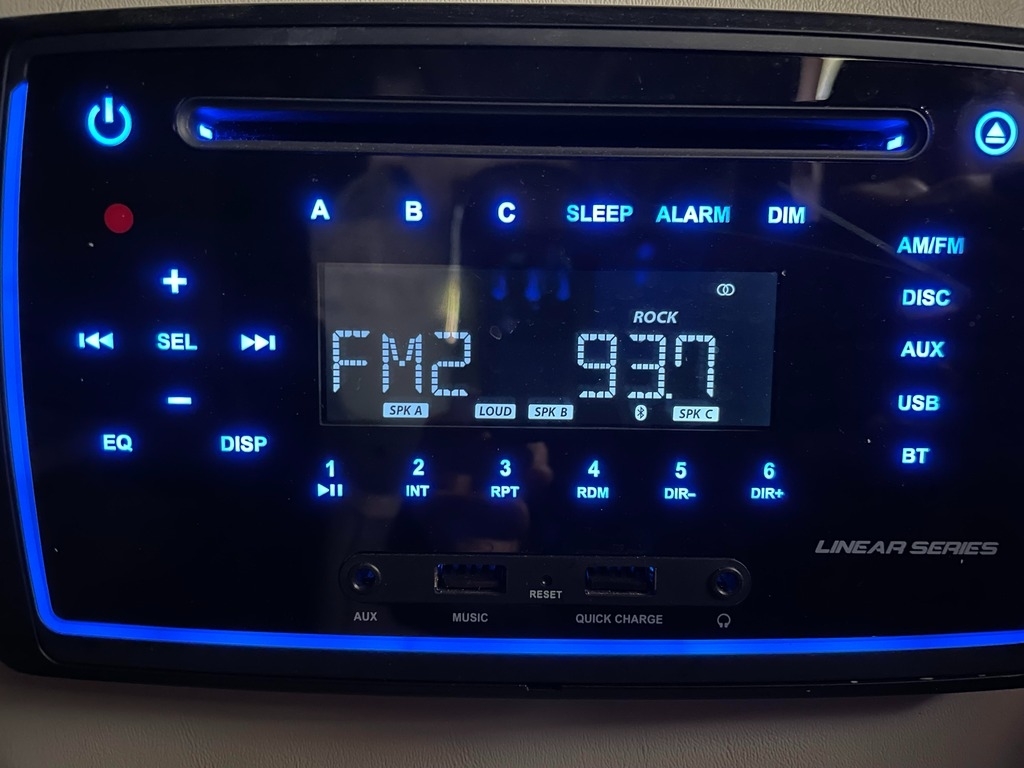 A B C SLEEP ALARM DIM
AM/FM
DISC
AUX
USB
BT
SEL
EQ DISP
ROCK
FM2 93.7
SPK A LOUD SPK B SPK C
1 2 3 4 5 6
INT RPT RDM DIR– DIR+
LINEAR SERIES
RESET
AUX MUSIC QUICK CHARGE